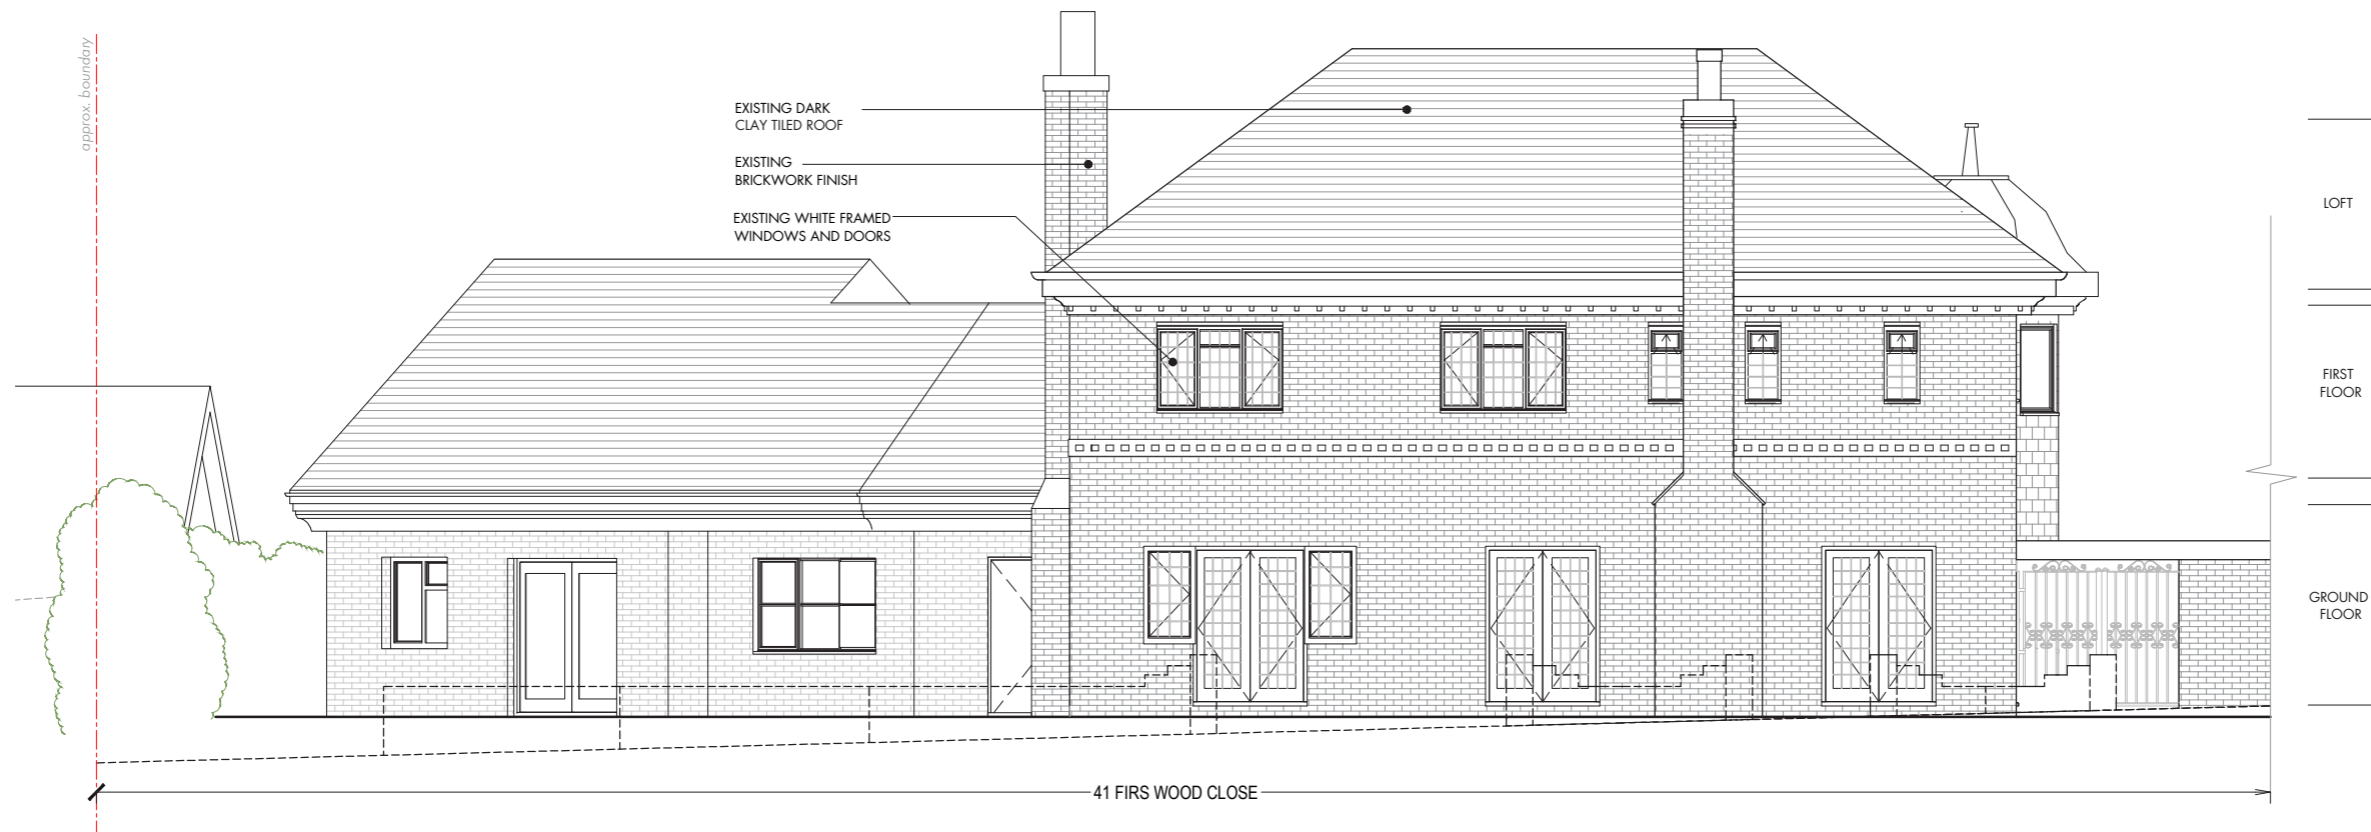 approx. boundary
EXISTING DARK
CLAY TILED ROOF
EXISTING
BRICKWORK FINISH
EXISTING WHITE FRAMED
WINDOWS AND DOORS
LOFT
FIRST
FLOOR
GROUND
FLOOR
41 FIRS WOOD CLOSE